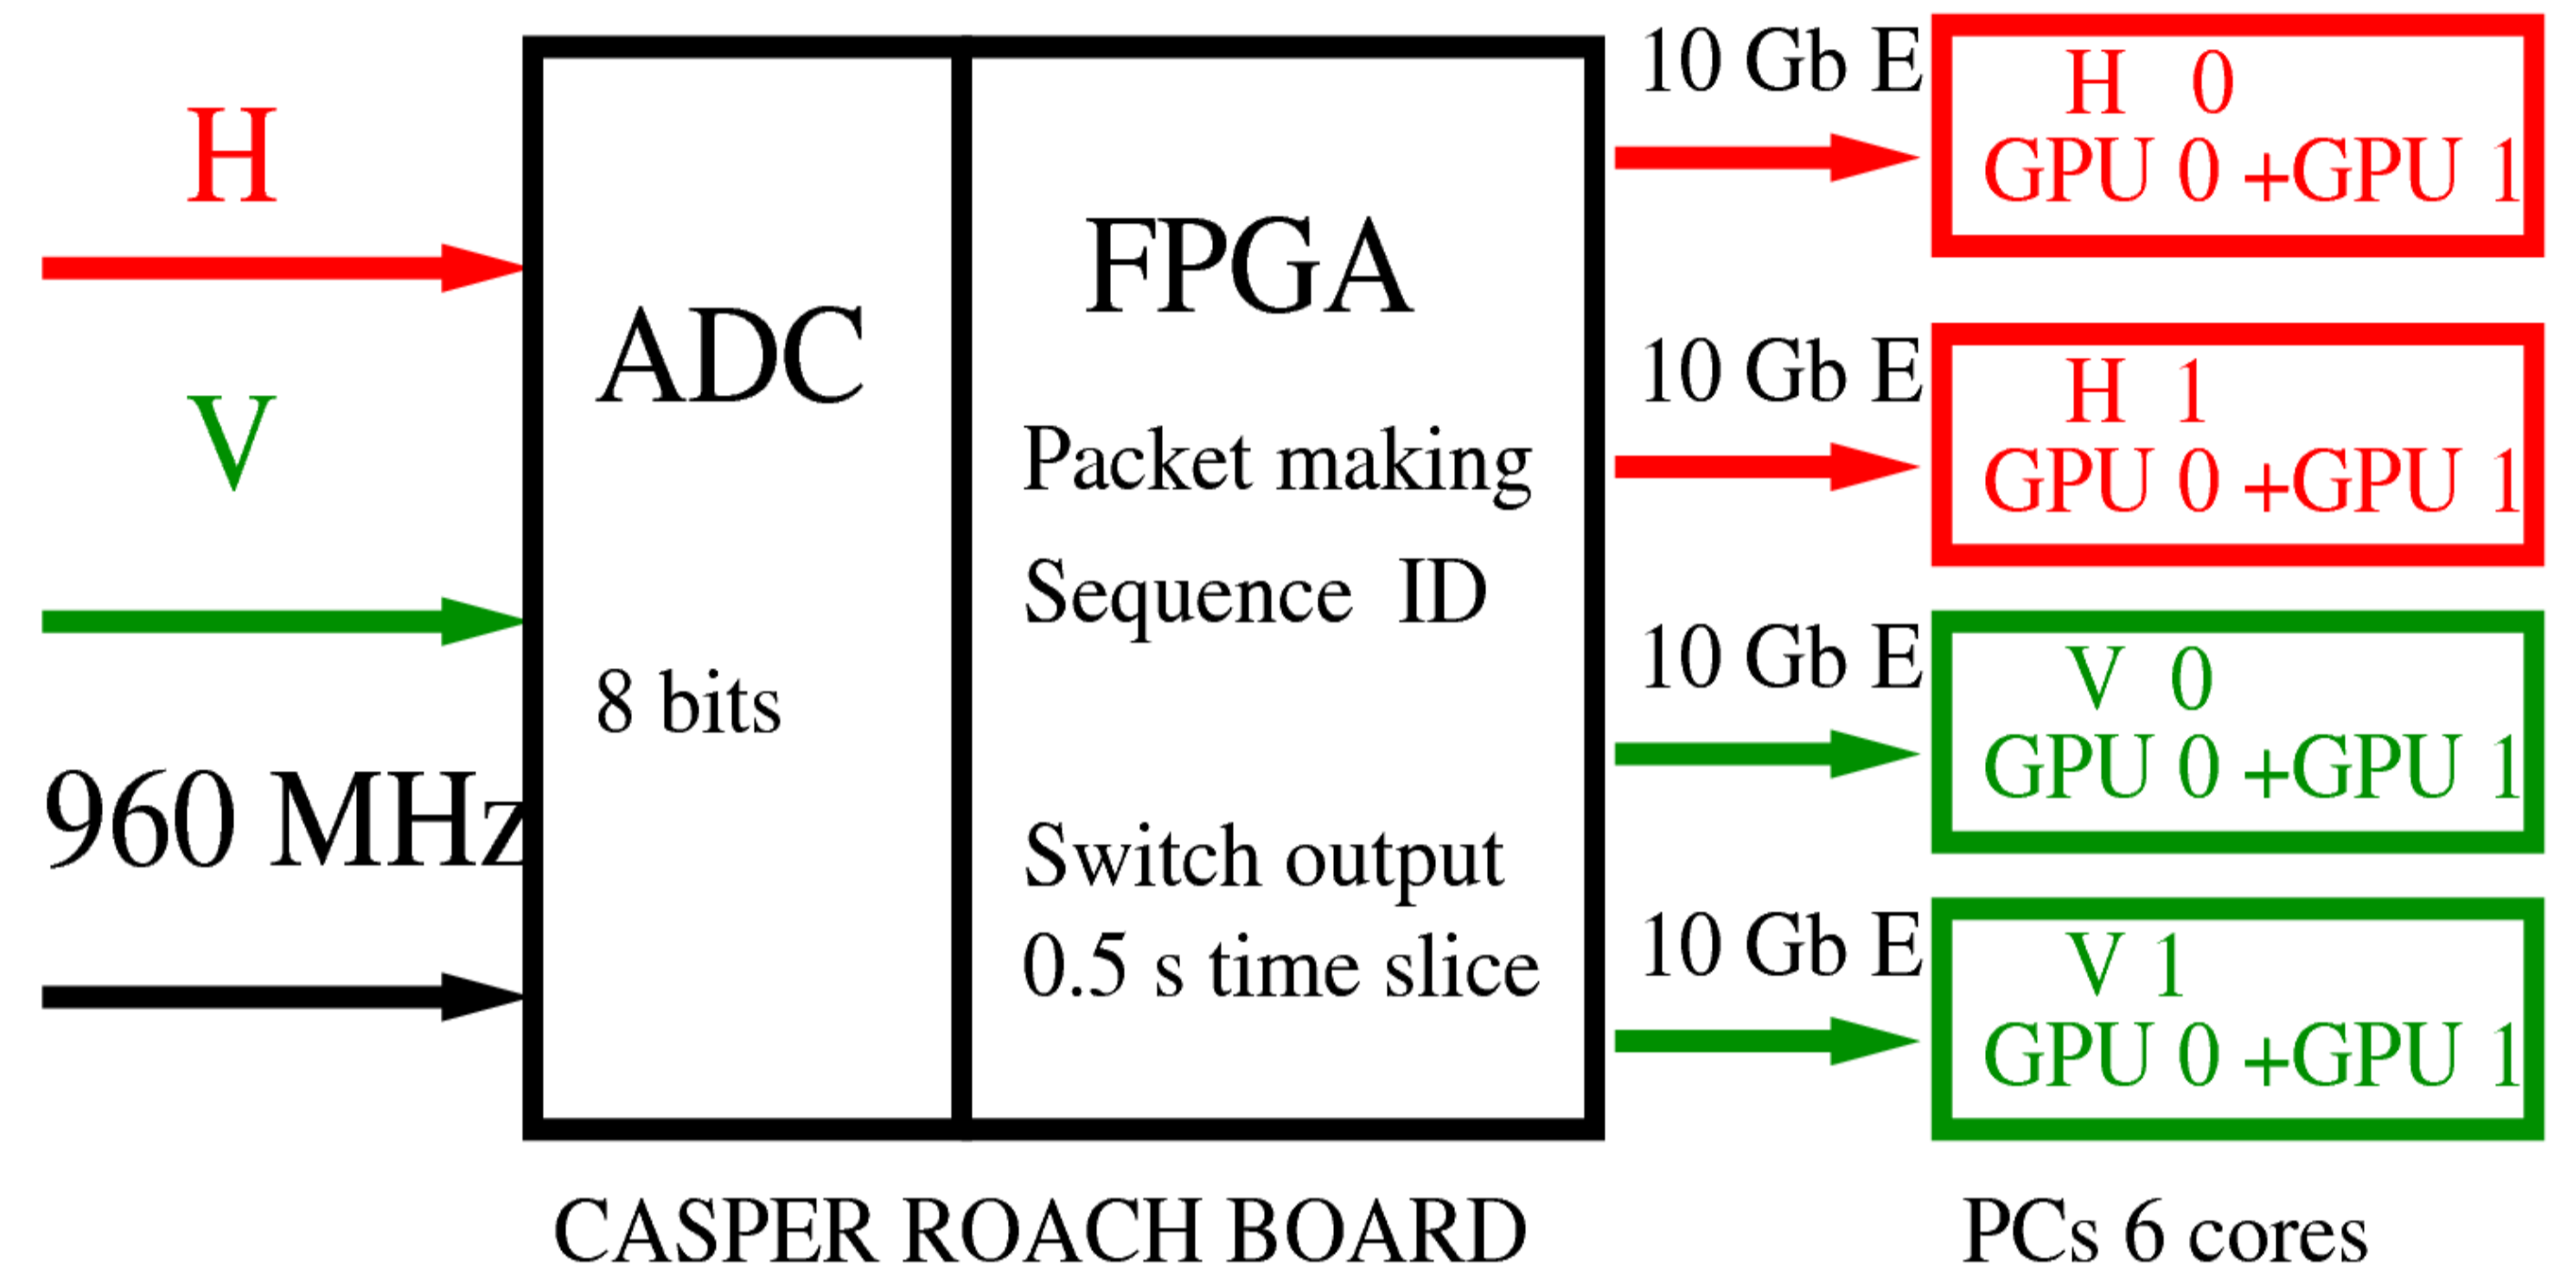 H
V
960 MHz
ADC
8 bits
FPGA
Packet making
Sequence ID
Switch output
0.5 s time slice
CASPER ROACH BOARD
10 Gb E
H 0
GPU 0 +GPU 1
10 Gb E
H 1
GPU 0 +GPU 1
10 Gb E
V 0
GPU 0 +GPU 1
10 Gb E
V 1
GPU 0 +GPU 1
PCs 6 cores